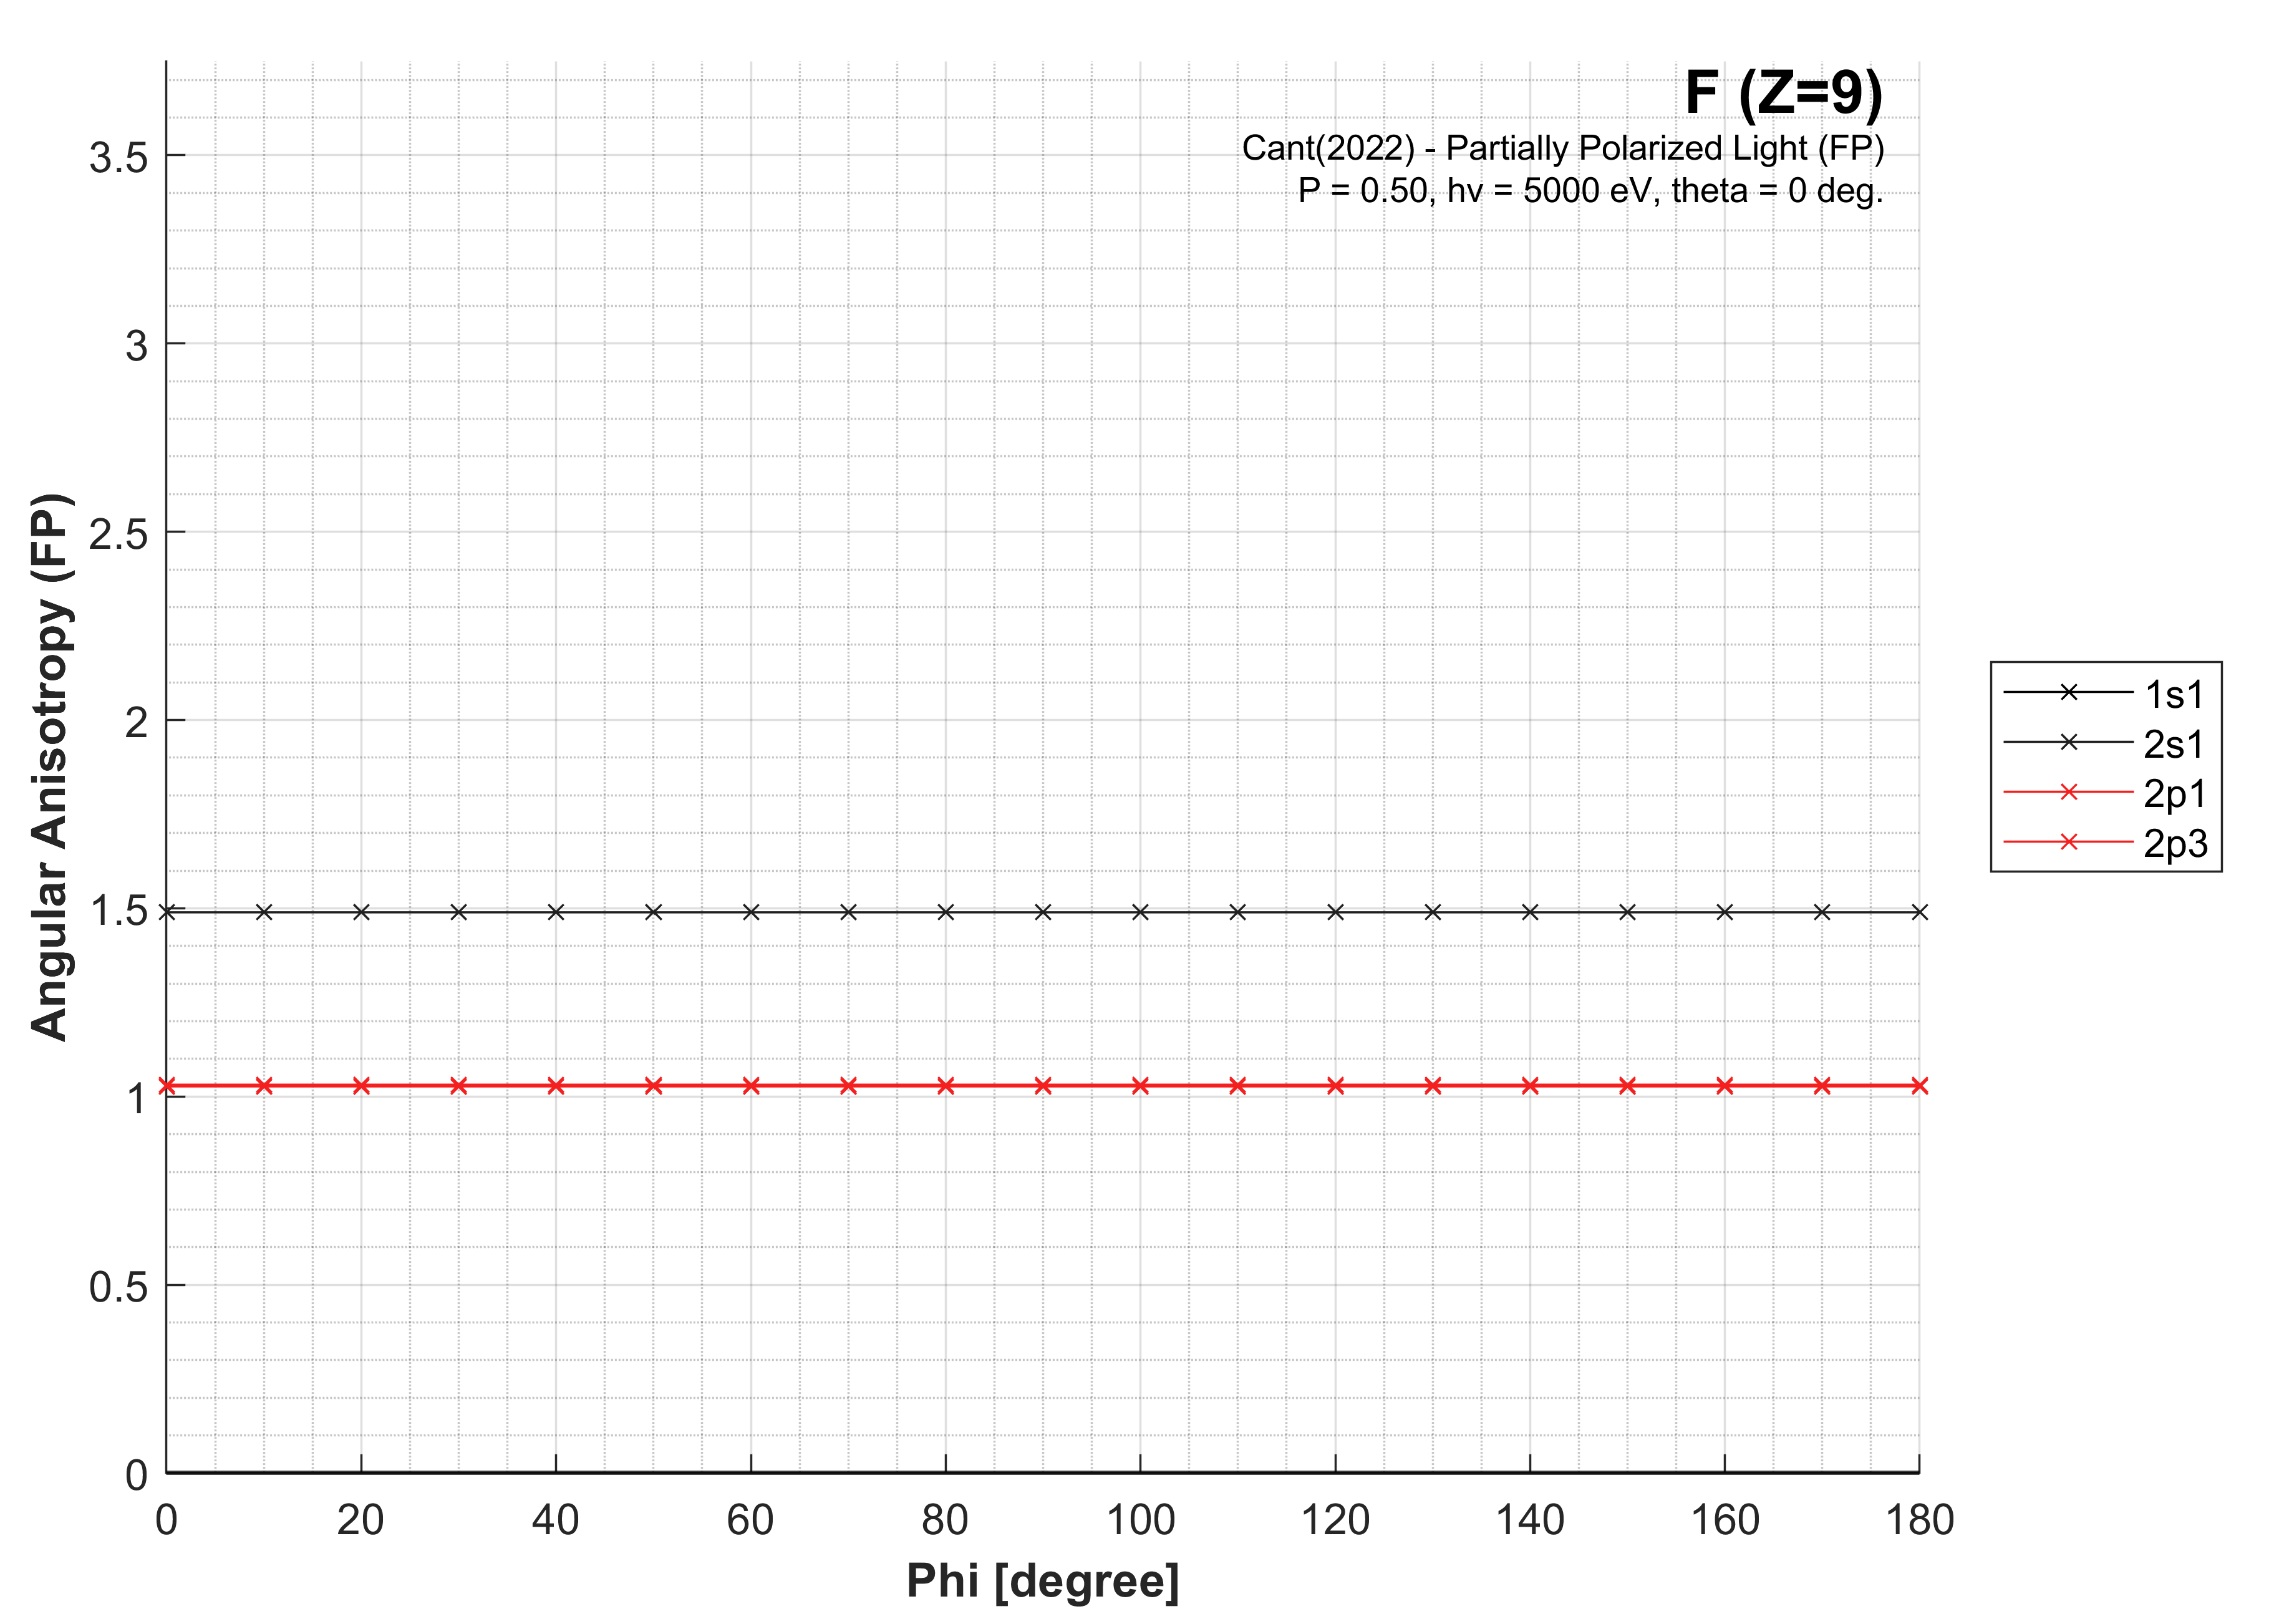 F (Z=9)
Cant(2022) - Partially Polarized Light (FP)
P = 0.50, hv = 5000 eV, theta = 0 deg.
Angular Anisotropy (FP)
3.5
3
2.5
2
1.5
1
0.5
0
0 20 40 60 80 100 120 140 160 180
Phi [degree]
1s1
2s1
2p1
2p3